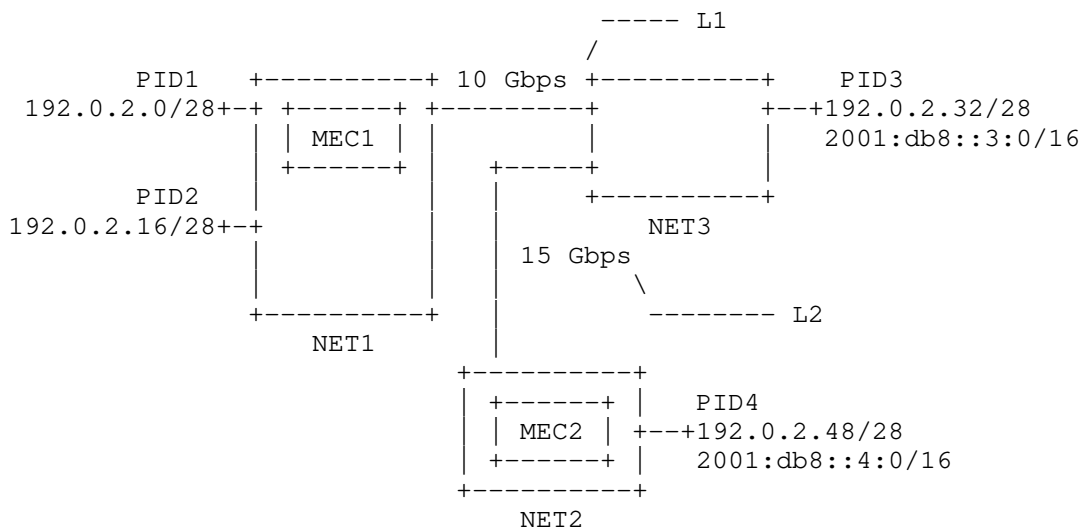 ----- L1
/
PID1 +----------+ 10 Gbps +----------+ PID3
192.0.2.0/28+-+ +------+ +---------+ +--+192.0.2.32/28
| | MEC1 | | | | 2001:db8::3:0/16
| +------+ | +-----+ |
PID2 | | | +----------+
192.0.2.16/28+-+ | | NET3
| | | 15 Gbps
| | | \
+----------+ | -------- L2
NET1 |
+----------+
| +------+ | PID4
| | MEC2 | +--+192.0.2.48/28
| +------+ | 2001:db8::4:0/16
+----------+
NET2